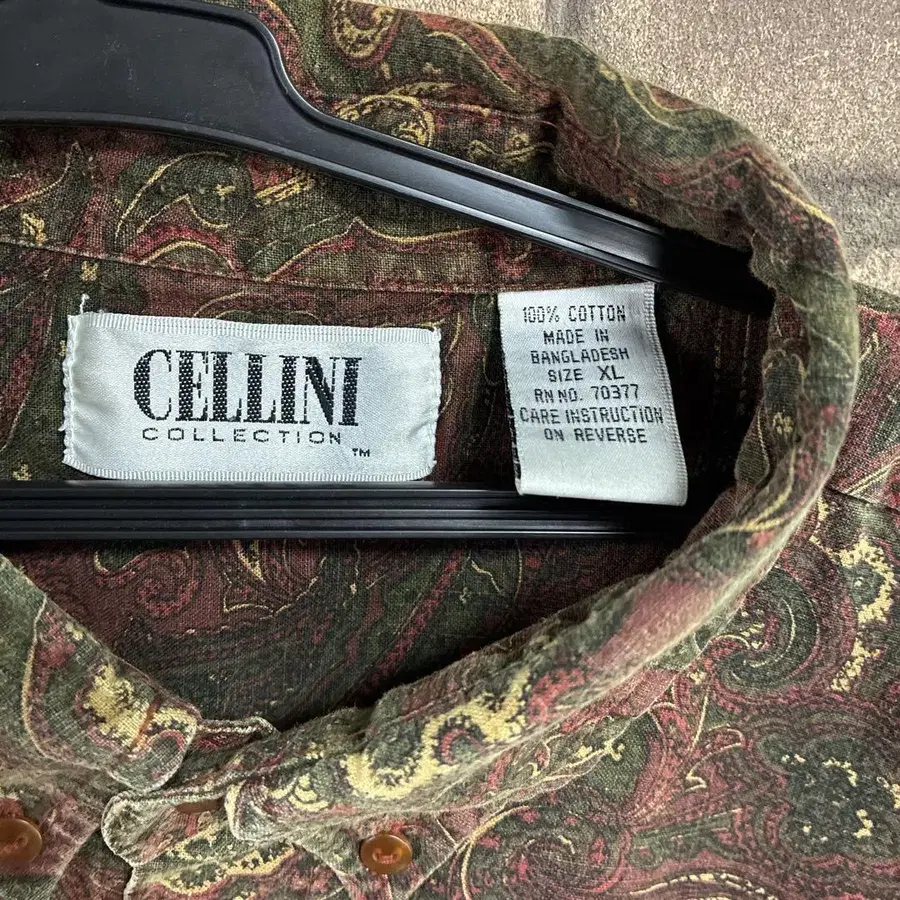 CELLINI
COLLECTION
™
100% COTTON
MADE IN
BANGLADESH
SIZE XL
RN NO. 70377
CARE INSTRUCTION
ON REVERSE